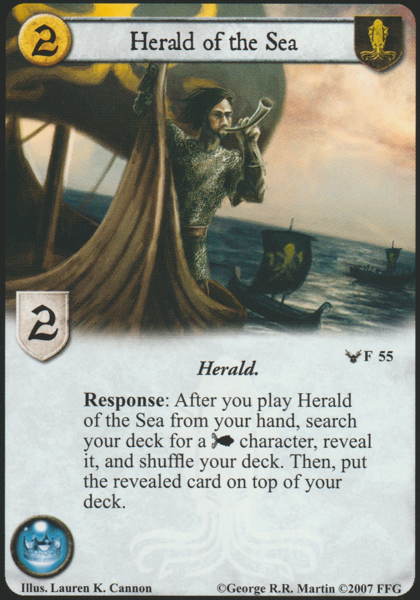 2
Herald of the Sea
2
F 55
Herald.
Response: After you play Herald
of the Sea from your hand, search
your deck for a character, reveal
it, and shuffle your deck. Then, put
the revealed card on top of your
deck.
Illus. Lauren K. Cannon
©George R.R. Martin ©2007 FFG